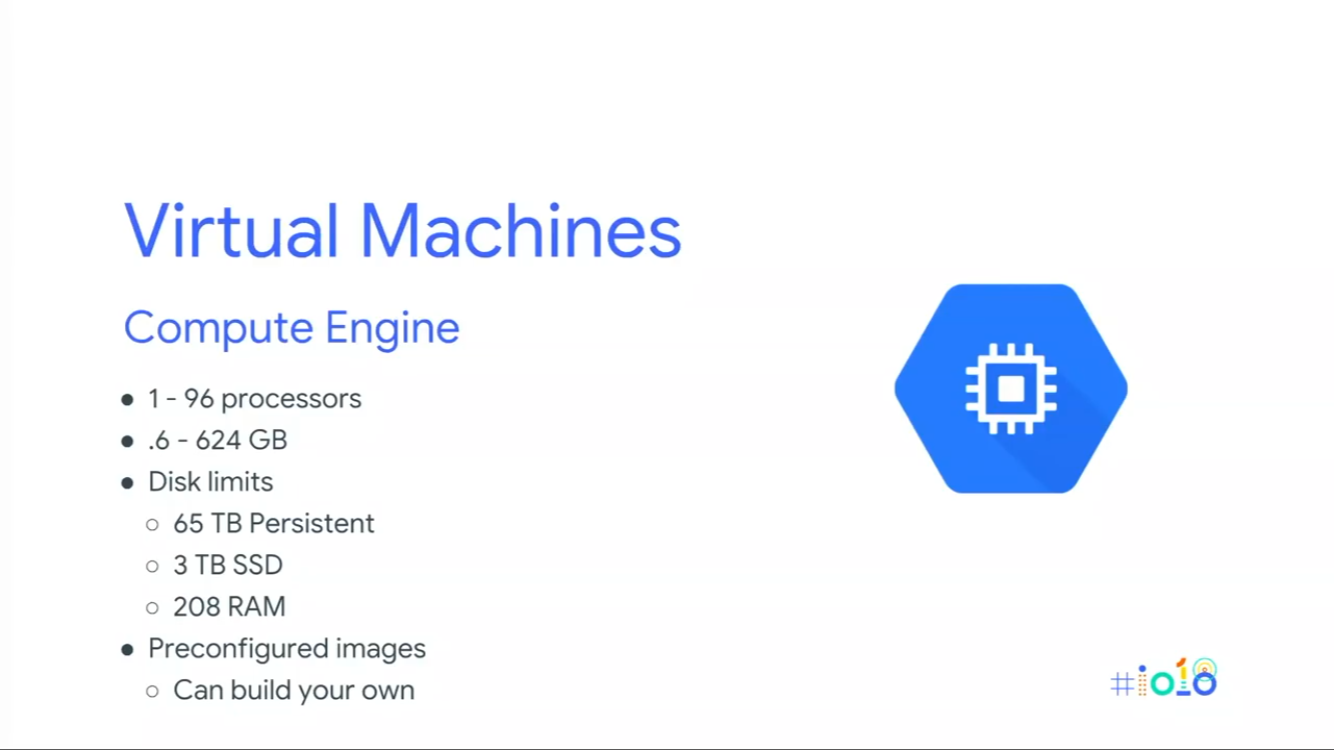 Virtual Machines
Compute Engine
● 1 - 96 processors
● .6 - 624 GB
● Disk limits
○ 65 TB Persistent
○ 3 TB SSD
○ 208 RAM
● Preconfigured images
○ Can build your own
#io18